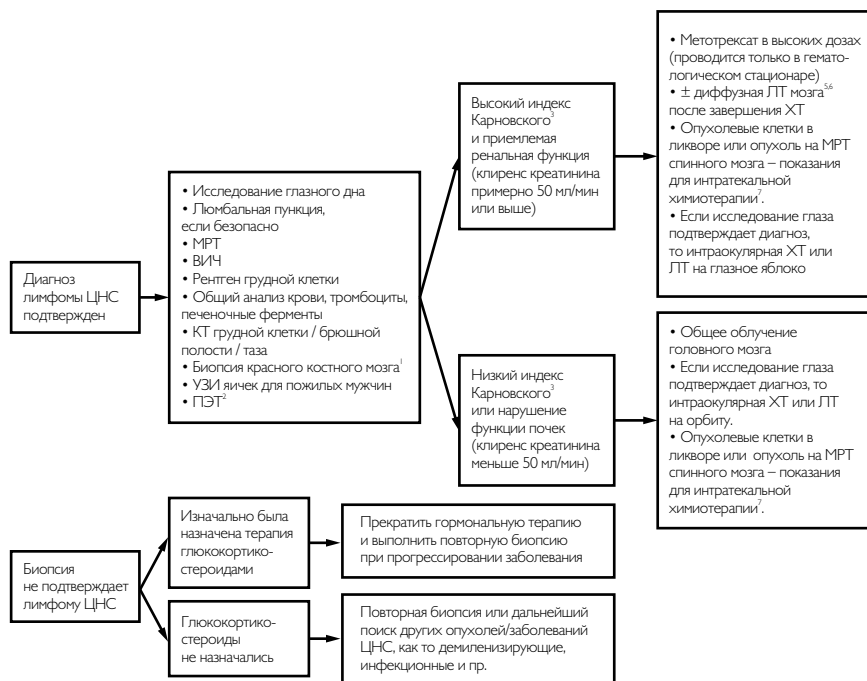 Диагноз
лимфомы ЦНС
подтвержден
• Исследование глазного дна
• Люмбальная пункция,
если безопасно
• МРТ
• ВИЧ
• Рентген грудной клетки
• Общий анализ крови, тромбоциты,
печеночные ферменты
• КТ грудной клетки / брюшной
полости / таза
• Биопсия красного костного мозга¹
• УЗИ яичек для пожилых мужчин
• ПЭТ²
Высокий индекс
Карновского³
и приемлемая
ренальная функция
(клиренс креатинина
примерно 50 мл/мин
или выше)
• Метотрексат в высоких дозах
(проводится только в гемато-
логическом стационаре)
• ± диффузная ЛТ мозга⁵,⁶
после завершения ХТ
• Опухолевые клетки в
ликворе или опухоль на МРТ
спинного мозга – показания
для интратекальной
химиотерапии⁷.
• Если исследование глаза
подтверждает диагноз,
то интраокулярная ХТ или
ЛТ на глазное яблоко
Низкий индекс
Карновского³
или нарушение
функции почек
(клиренс креатинина
меньше 50 мл/мин)
• Общее облучение
головного мозга
• Если исследование глаза
подтверждает диагноз, то
интраокулярная ХТ или ЛТ
на орбиту.
• Опухолевые клетки в
ликворе или опухоль на МРТ
спинного мозга – показания
для интратекальной
химиотерапии⁷.
Биопсия
не подтверждает
лимфому ЦНС
Изначально была
назначена терапия
глюкокортико-
стероидами
Прекратить гормональную терапию
и выполнить повторную биопсию
при прогрессировании заболевания
Глюкокортико-
стероиды
не назначались
Повторная биопсия или дальнейший
поиск других опухолей/заболеваний
ЦНС, как то демиленизирующие,
инфекционные и пр.